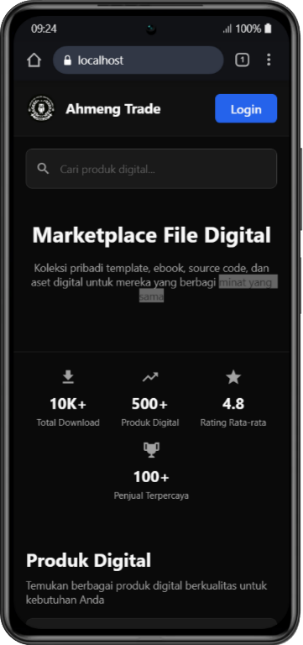 09:24
100%
localhost
1
Ahmeng Trade
Login
Cari produk digital...
Marketplace File Digital
Koleksi pribadi template, ebook, source code, dan
aset digital untuk mereka yang berbagi minat yang
sama
10K+
500+
4.8
Total Download
Produk Digital
Rating Rata-rata
100+
Penjual Terpercaya
Produk Digital
Temukan berbagai produk digital berkualitas untuk
kebutuhan Anda